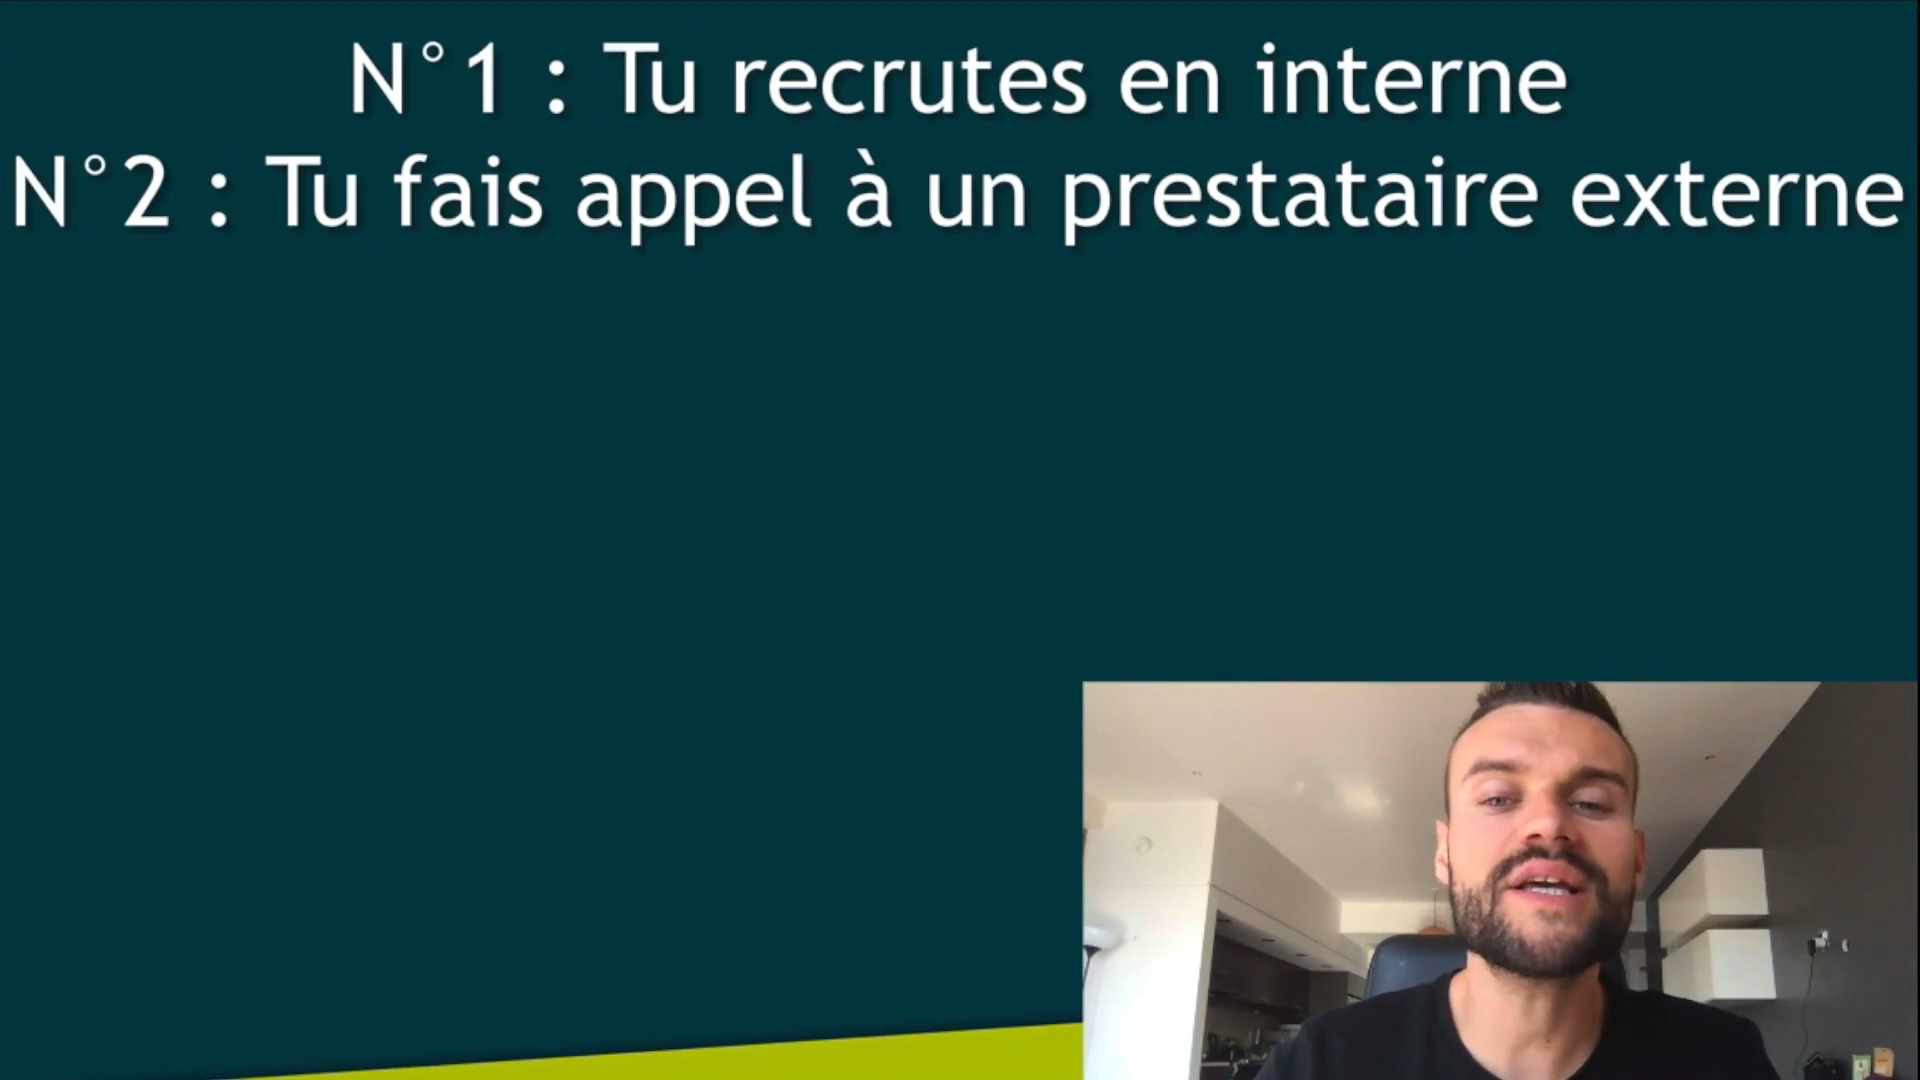 N°1 : Tu recrutes en interne
N°2 : Tu fais appel à un prestataire externe